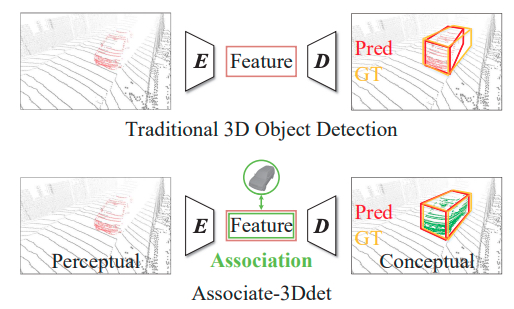 E Feature D
Pred
GT
Traditional 3D Object Detection
E Feature D
Pred
GT
Perceptual Association Conceptual
Associate-3Ddet